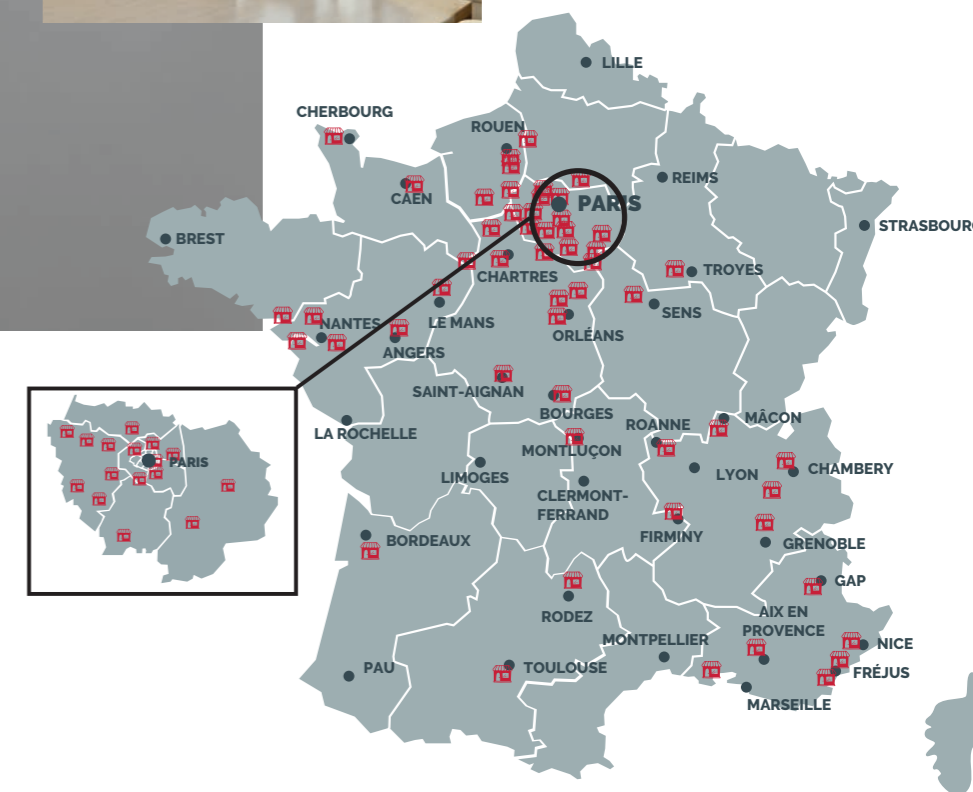 LILLE
CHERBOURG
ROUEN
REIMS
CAEN
PARIS
STRASBOURG
BREST
CHARTRES
TROYES
SENS
NANTES
LE MANS
ORLÉANS
ANGERS
SAINT-AIGNAN
BOURGES
ROANNE
MÂCON
LA ROCHELLE
MONTLUÇON
PARIS
LIMOGES
LYON
CHAMBERY
CLERMONT-
FERRAND
FIRMINY
BORDEAUX
GRENOBLE
GAP
RODEZ
AIX EN
PROVENCE
MONTPELLIER
NICE
PAU
TOULOUSE
FRÉJUS
MARSEILLE